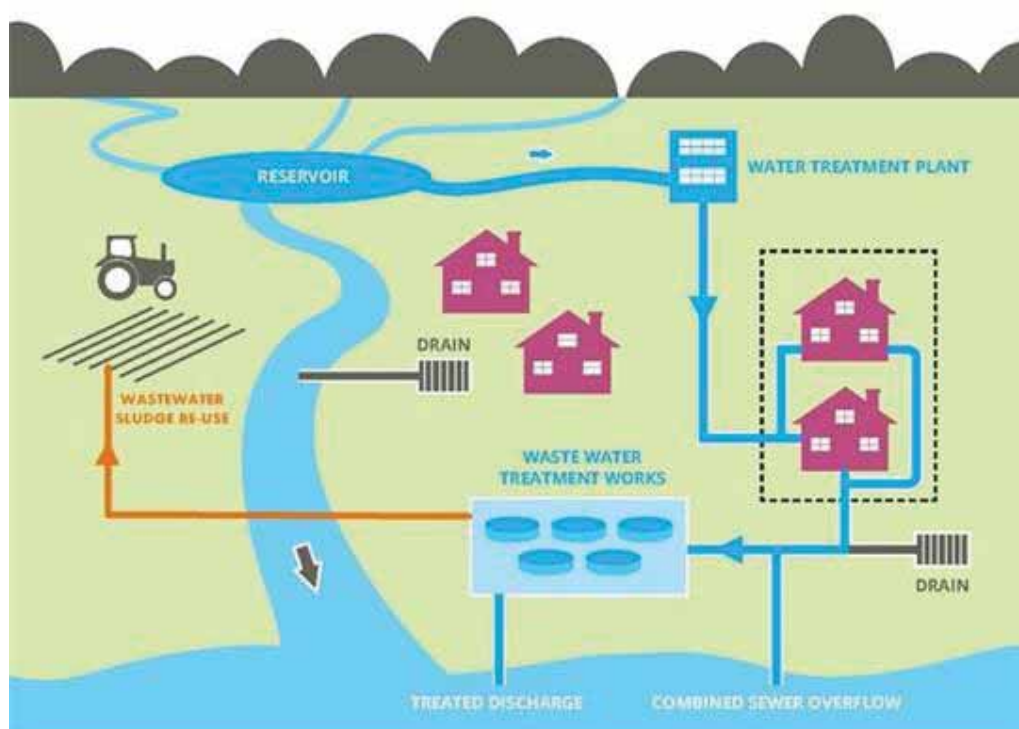 RESERVOIR
WATER TREATMENT PLANT
DRAIN
WASTEWATER
SLUDGE RE-USE
WASTE WATER
TREATMENT WORKS
DRAIN
TREATED DISCHARGE
COMBINED SEWER OVERFLOW